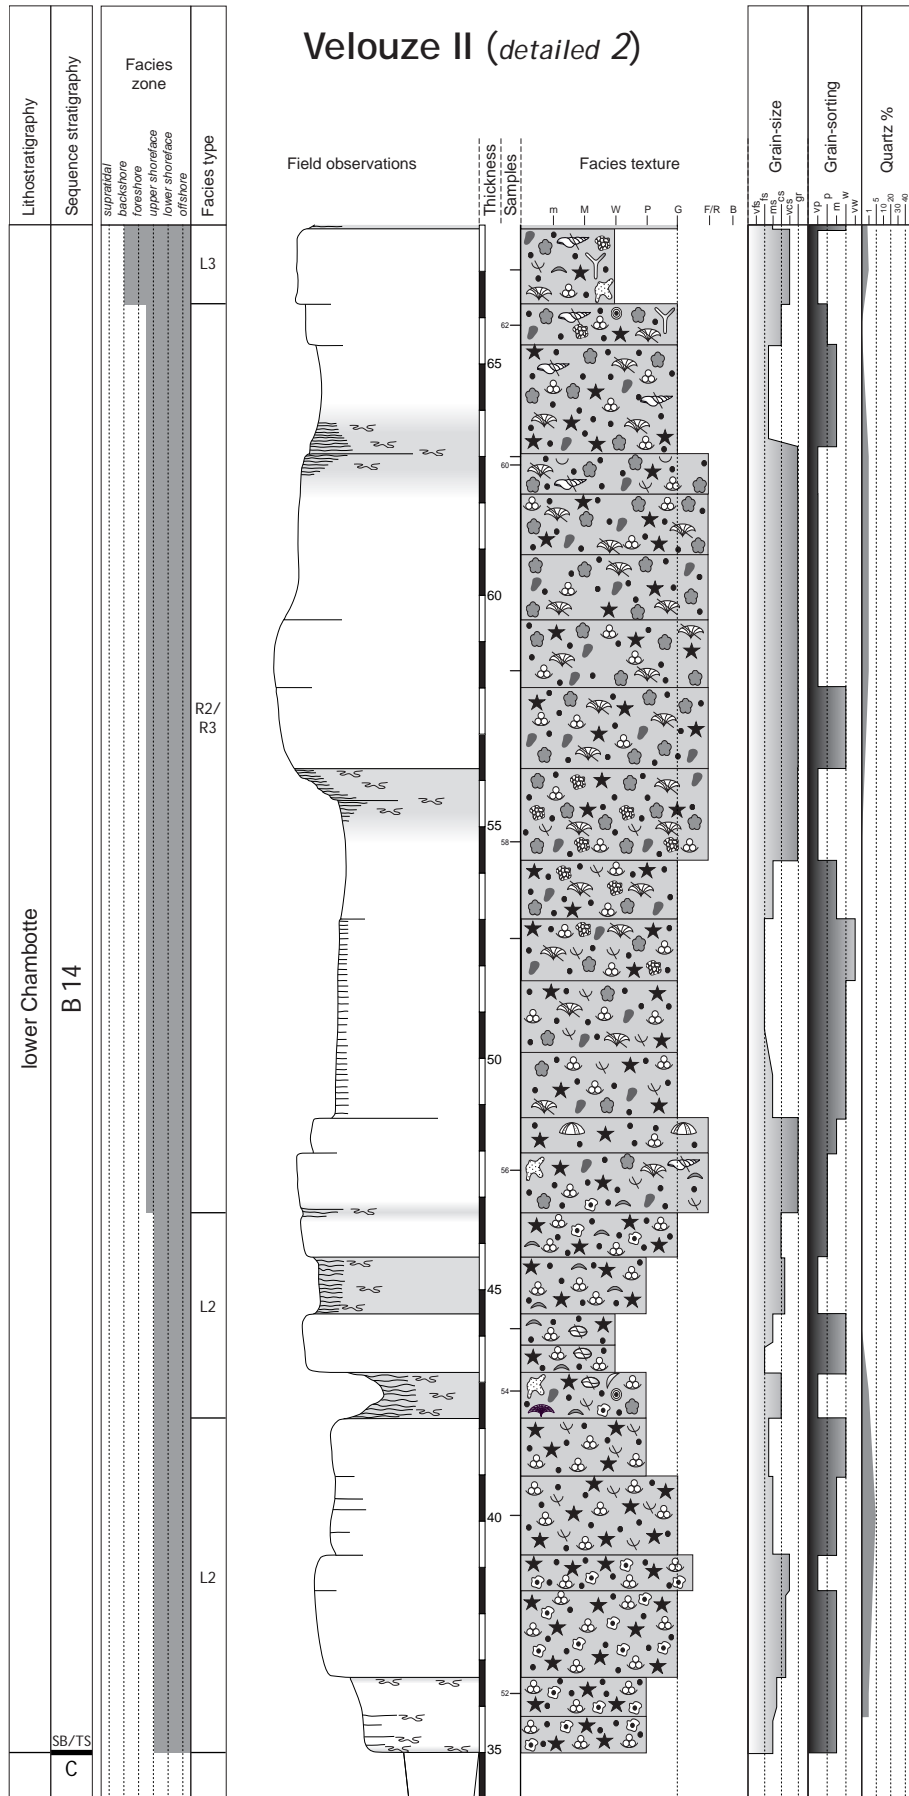 Velouze II (detailed 2)
Lithostratigraphy
Sequence stratigraphy
Facies
zone
supratidal
backshore
foreshore
upper shoreface
lower shoreface
offshore
Facies type
Field observations
Thickness
Samples
Facies texture
m M W P G F/R B
Grain-size
vfs fs ms cs vcs gr
Grain-sorting
vp p m w vw
Quartz %
1 5 10 20 30 40
L3
62
65
60
60
R2/
R3
55
58
lower Chambotte
B 14
50
56
45
L2
54
40
L2
52
SB/TS
35
C